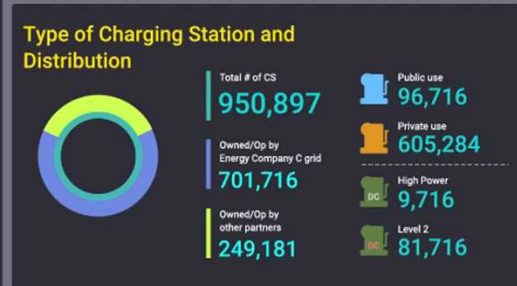 Type of Charging Station and
Distribution
Total # of CS
950,897
Owned/Op by
Energy Company C grid
701,716
Owned/Op by
other partners
249,181
Public use
96,716
Private use
605,284
High Power
DC
9,716
Level 2
DC
81,716